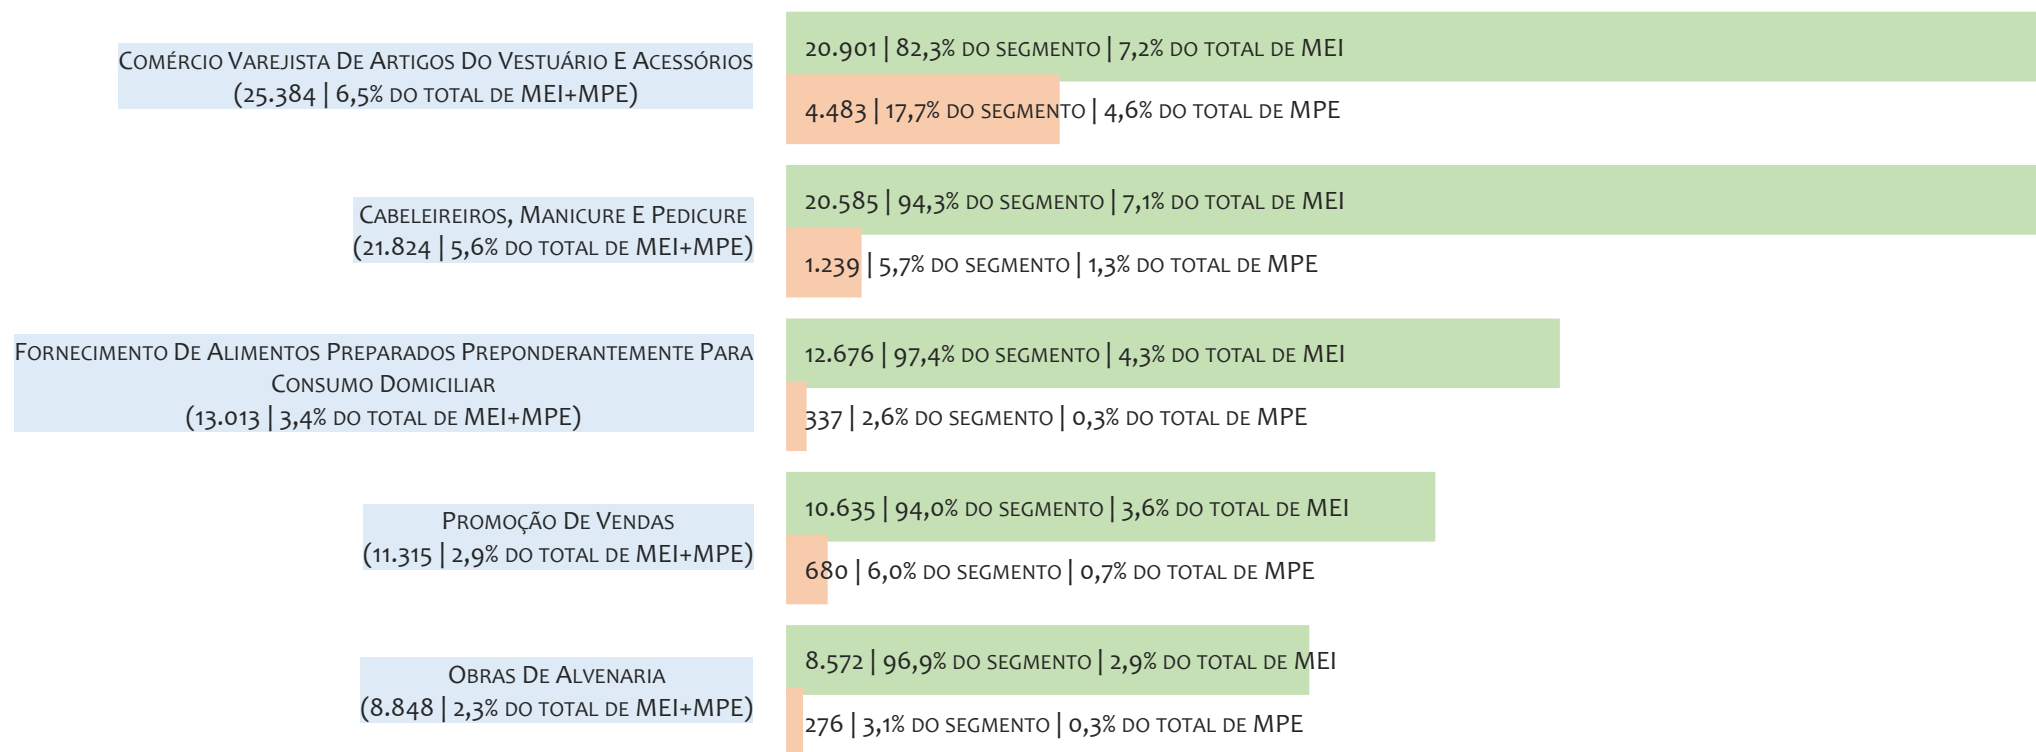 Comércio Varejista De Artigos Do Vestuário E Acessórios
(25.384 | 6,5% do total de MEI+MPE)
20.901 | 82,3% do segmento | 7,2% do total de MEI
4.483 | 17,7% do segmento | 4,6% do total de MPE
Cabeleireiros, Manicure E Pedicure
(21.824 | 5,6% do total de MEI+MPE)
20.585 | 94,3% do segmento | 7,1% do total de MEI
1.239 | 5,7% do segmento | 1,3% do total de MPE
Fornecimento De Alimentos Preparados Preponderantemente Para
Consumo Domiciliar
(13.013 | 3,4% do total de MEI+MPE)
12.676 | 97,4% do segmento | 4,3% do total de MEI
337 | 2,6% do segmento | 0,3% do total de MPE
Promoção De Vendas
(11.315 | 2,9% do total de MEI+MPE)
10.635 | 94,0% do segmento | 3,6% do total de MEI
680 | 6,0% do segmento | 0,7% do total de MPE
Obras De Alvenaria
(8.848 | 2,3% do total de MEI+MPE)
8.572 | 96,9% do segmento | 2,9% do total de MEI
276 | 3,1% do segmento | 0,3% do total de MPE